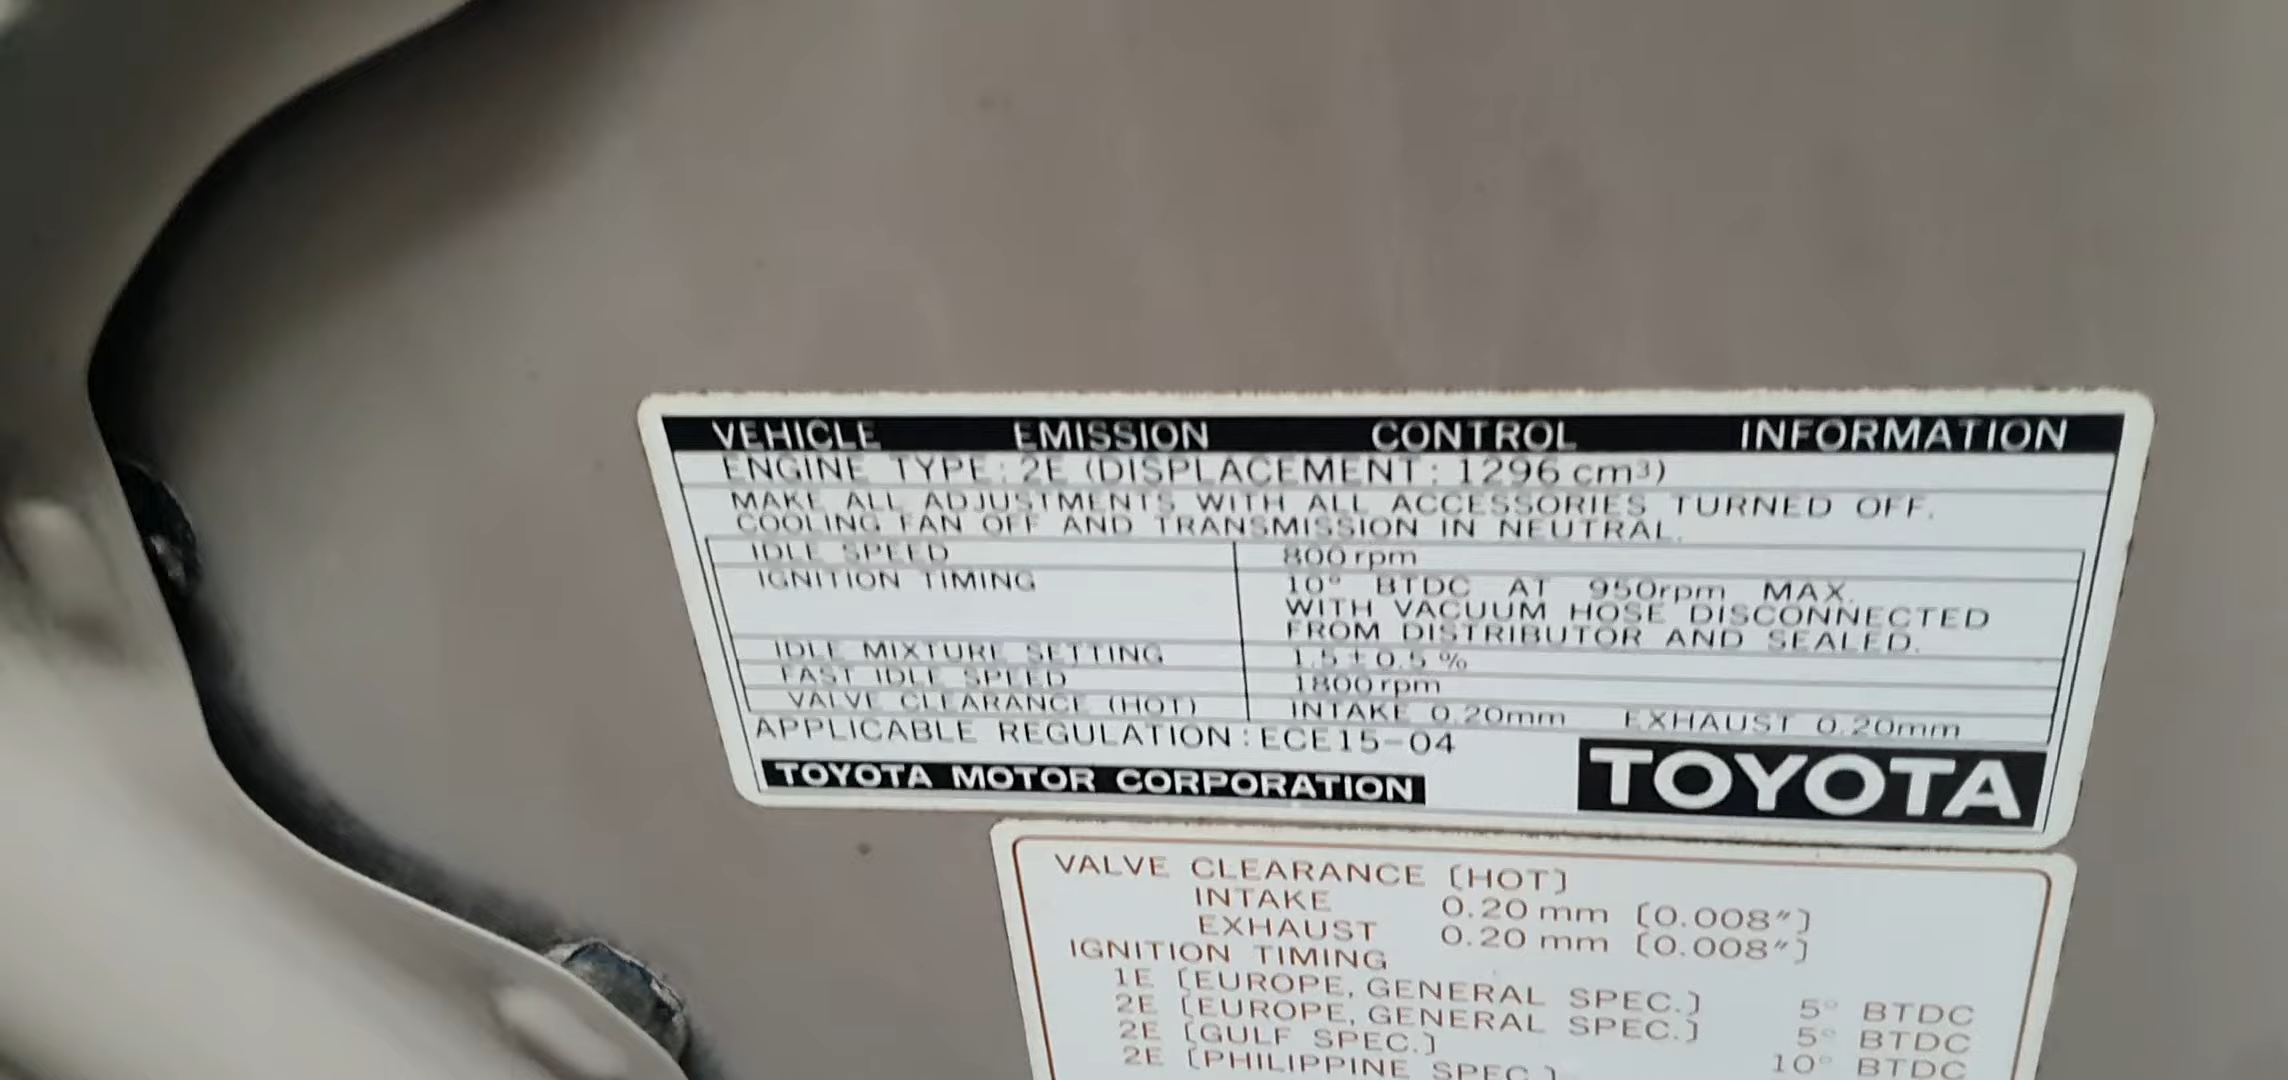 VEHICLE EMISSION CONTROL INFORMATION
ENGINE TYPE: 2E (DISPLACEMENT: 1296 cm³)
MAKE ALL ADJUSTMENTS WITH ALL ACCESSORIES TURNED OFF.
COOLING FAN OFF AND TRANSMISSION IN NEUTRAL.
IDLE SPEED 800rpm
IGNITION TIMING 10° BTDC AT 950rpm MAX.
WITH VACUUM HOSE DISCONNECTED
FROM DISTRIBUTOR AND SEALED.
IDLE MIXTURE SETTING 1.5±0.5%
FAST IDLE SPEED 1800rpm
VALVE CLEARANCE (HOT) INTAKE 0.20mm EXHAUST 0.20mm
APPLICABLE REGULATION: ECE15-04
TOYOTA MOTOR CORPORATION TOYOTA
VALVE CLEARANCE [HOT]
INTAKE 0.20 mm [0.008"]
EXHAUST 0.20 mm [0.008"]
IGNITION TIMING
1E [EUROPE, GENERAL SPEC.] 5° BTDC
2E [EUROPE, GENERAL SPEC.] 5° BTDC
2E [GULF SPEC.] 10° BTDC
2E [PHILIPPINE SPEC.]